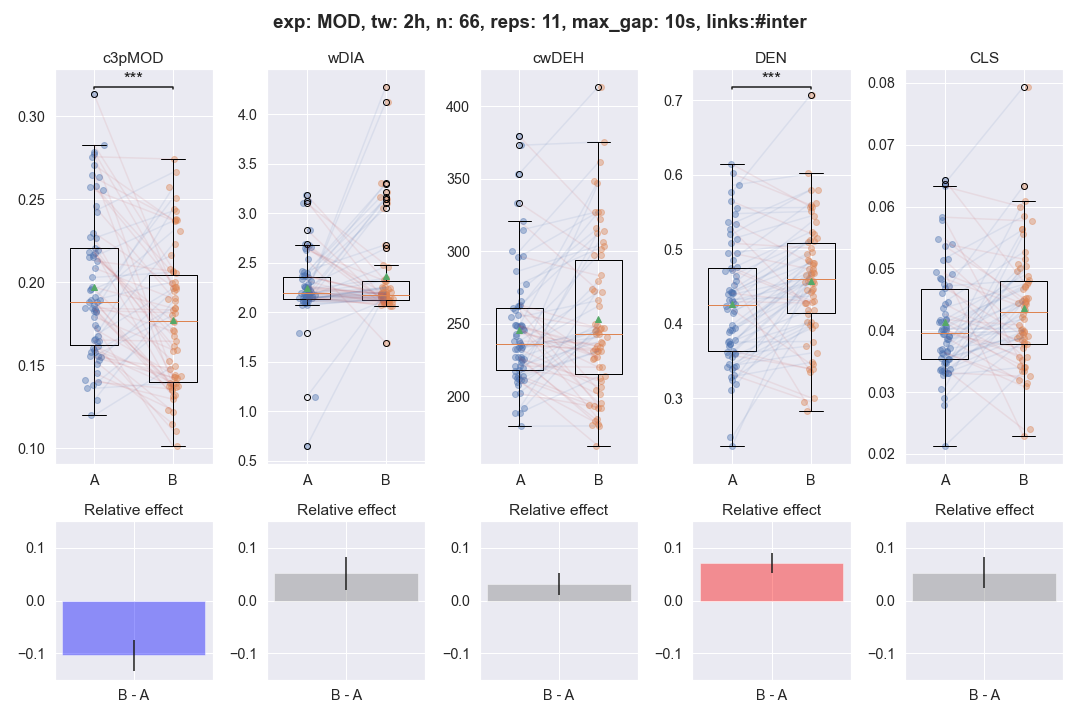 exp: MOD, tw: 2h, n: 66, reps: 11, max_gap: 10s, links:#inter
c3pMOD
wDIA
cwDEH
DEN
CLS
***
***
0.30
0.25
0.20
0.15
0.10
4.0
3.5
3.0
2.5
2.0
1.5
1.0
0.5
400
350
300
250
200
0.7
0.6
0.5
0.4
0.3
0.08
0.07
0.06
0.05
0.04
0.03
0.02
A B
A B
A B
A B
A B
Relative effect
Relative effect
Relative effect
Relative effect
Relative effect
0.1
0.0
−0.1
0.1
0.0
−0.1
0.1
0.0
−0.1
0.1
0.0
−0.1
0.1
0.0
−0.1
B - A
B - A
B - A
B - A
B - A